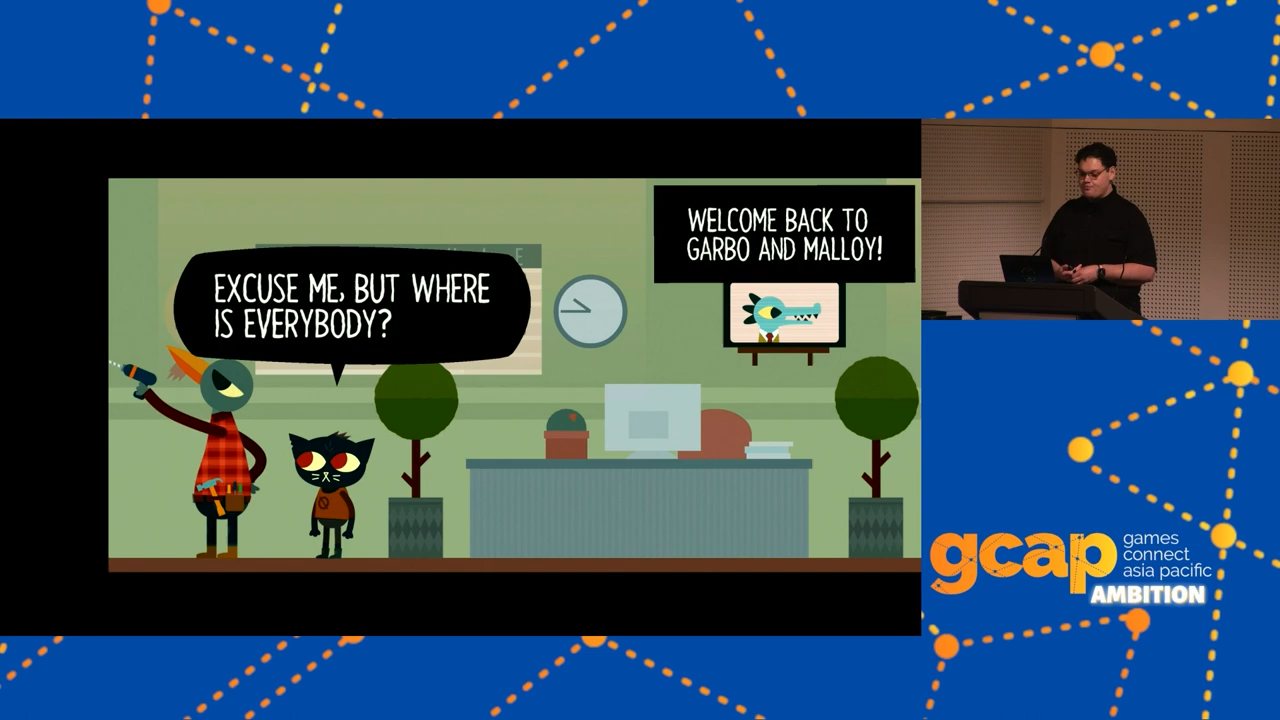 WELCOME BACK TO
GARBO AND MALLOY!
EXCUSE ME, BUT WHERE
IS EVERYBODY?
gcap
games
connect
asia pacific
AMBITION